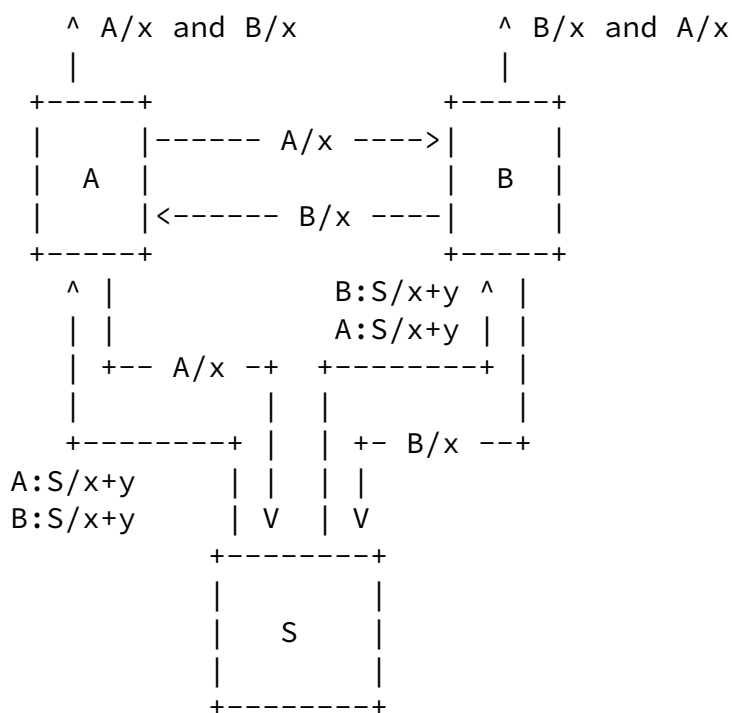 ^ A/x and B/x ^ B/x and A/x
| |
+-----+ +-----+
| |------ A/x ---->| |
| A | | B |
| |<------ B/x ----| |
+-----+ +-----+
^ | B:S/x+y ^ |
| | A:S/x+y | |
| +-- A/x -+ +--------+ |
| | | |
+--------+ | | +- B/x --+
A:S/x+y | | | |
B:S/x+y | V | V
+--------+
| |
| S |
| |
+--------+